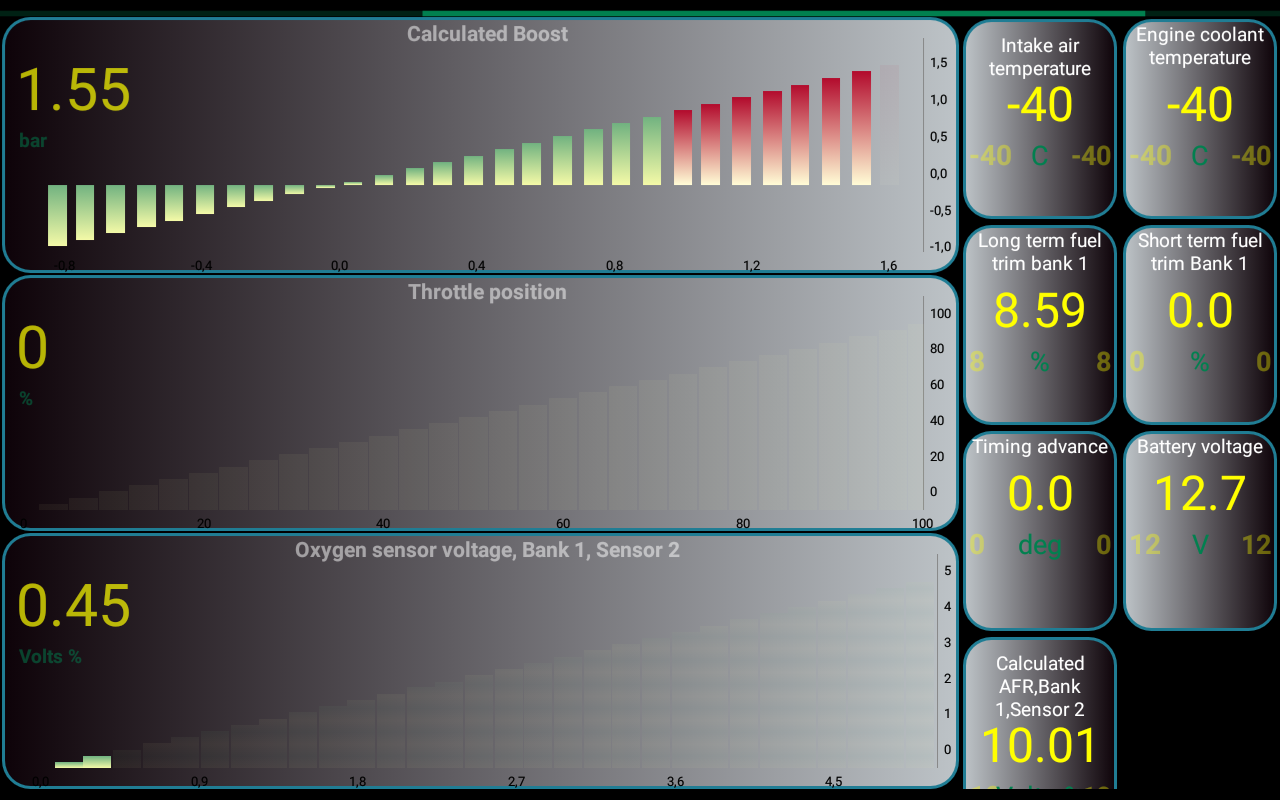 Calculated Boost
1.55
bar
1,5
1,0
0,5
0,0
-0,5
-1,0
-0,8 -0,4 0,0 0,4 0,8 1,2 1,6
Throttle position
0
%
100
80
60
40
20
0
0 20 40 60 80 100
Oxygen sensor voltage, Bank 1, Sensor 2
0.45
Volts %
5
4
3
2
1
0
0,0 0,9 1,8 2,7 3,6 4,5
Intake air
temperature
-40
-40 C -40
Engine coolant
temperature
-40
-40 C -40
Long term fuel
trim bank 1
8.59
8 % 8
Short term fuel
trim Bank 1
0.0
0 % 0
Timing advance
0.0
0 deg 0
Battery voltage
12.7
12 V 12
Calculated
AFR,Bank
1,Sensor 2
10.01